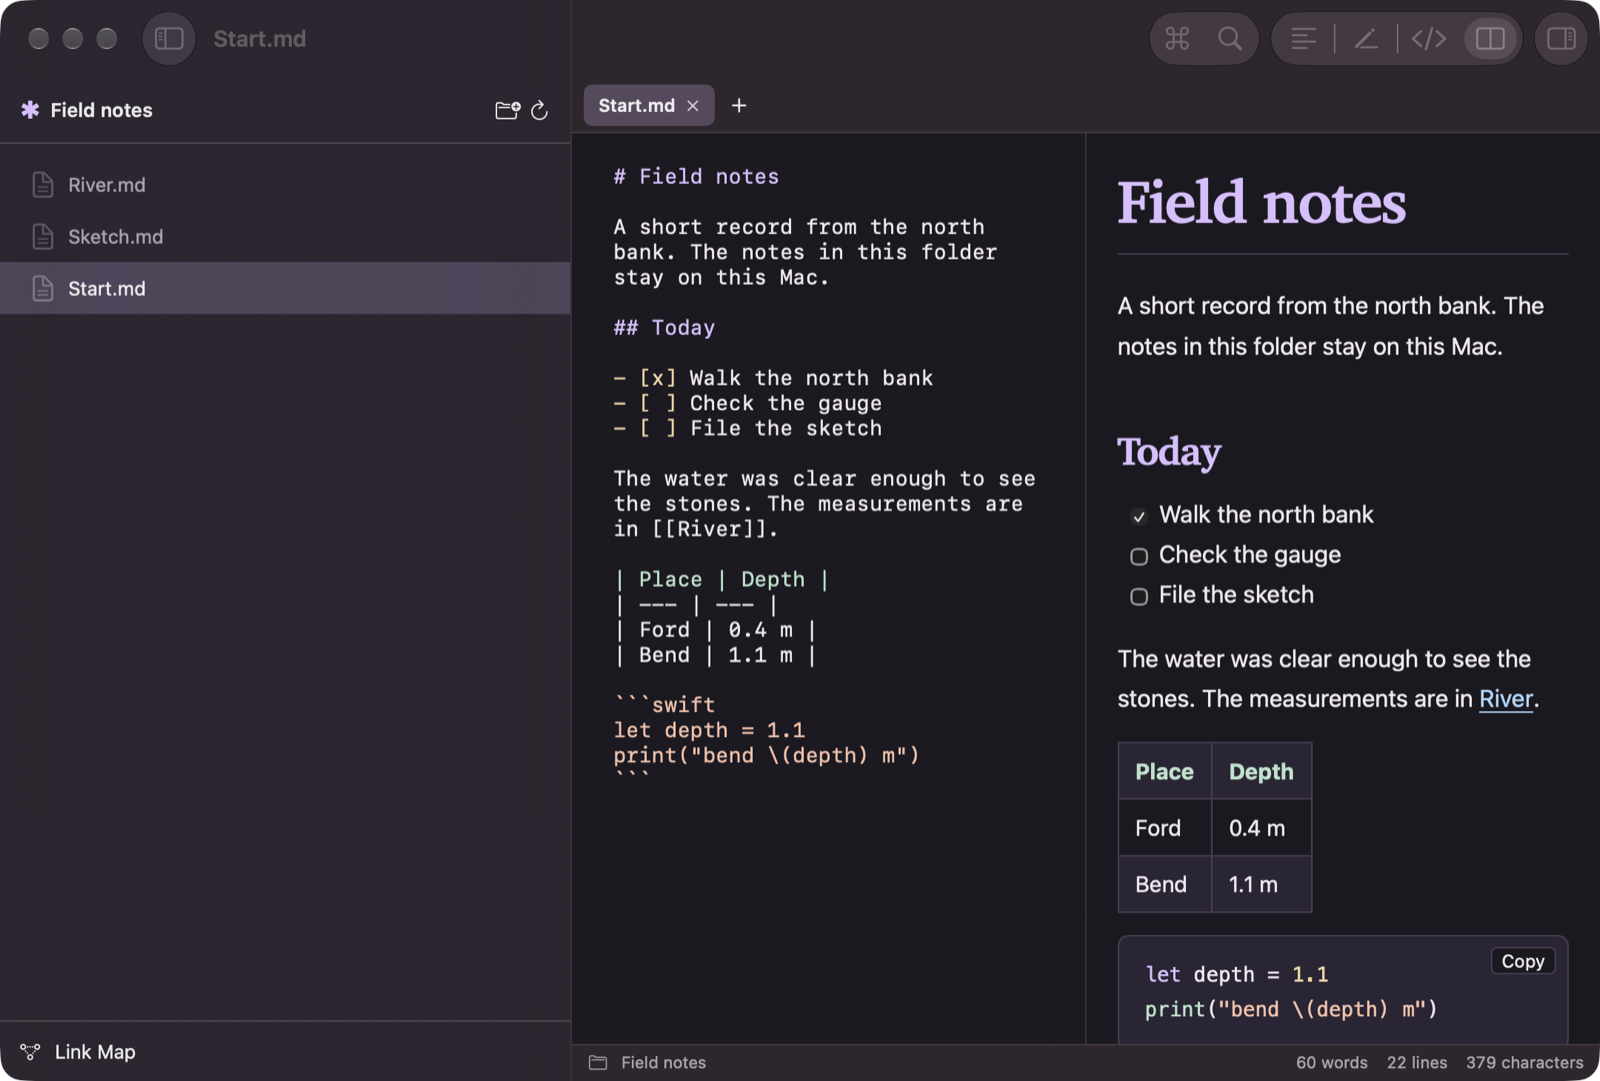 Start.md
Field notes
River.md
Sketch.md
Start.md
Link Map
Start.md
# Field notes
A short record from the north
bank. The notes in this folder
stay on this Mac.
## Today
- [x] Walk the north bank
- [ ] Check the gauge
- [ ] File the sketch
The water was clear enough to see
the stones. The measurements are
in [[River]].
| Place | Depth |
| --- | --- |
| Ford | 0.4 m |
| Bend | 1.1 m |
```swift
let depth = 1.1
print("bend \(depth) m")
```
Field notes
A short record from the north bank. The
notes in this folder stay on this Mac.
Today
Walk the north bank
Check the gauge
File the sketch
The water was clear enough to see the
stones. The measurements are in River.
Place Depth
Ford 0.4 m
Bend 1.1 m
Copy
let depth = 1.1
print("bend \(depth) m")
Field notes
60 words 22 lines 379 characters